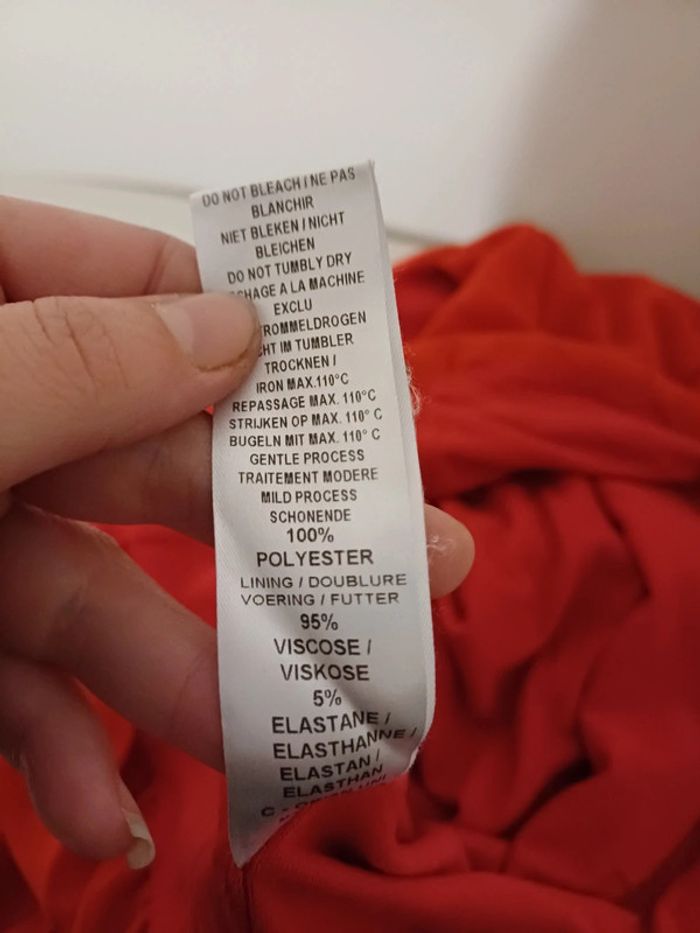 DO NOT BLEACH / NE PAS
BLANCHIR
NIET BLEKEN / NICHT
BLEICHEN
DO NOT TUMBLY DRY
A LA MACHINE
EXCLU
TROMMELDROGEN
IM TUMBLER
TROCKNEN /
IRON MAX.110°C
REPASSAGE MAX. 110°C
STRIJKEN OP MAX. 110° C
BUGELN MIT MAX. 110° C
GENTLE PROCESS
TRAITEMENT MODERE
MILD PROCESS
SCHONENDE
100%
POLYESTER
LINING / DOUBLURE
VOERING / FUTTER
95%
VISCOSE /
VISKOSE
5%
ELASTANE /
ELASTHANNE /
ELASTAN /
ELASTHAN